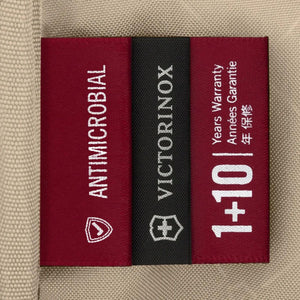 ANTIMICROBIAL
VICTORINOX
1+10
Years Warranty
Années Garantie
年保修